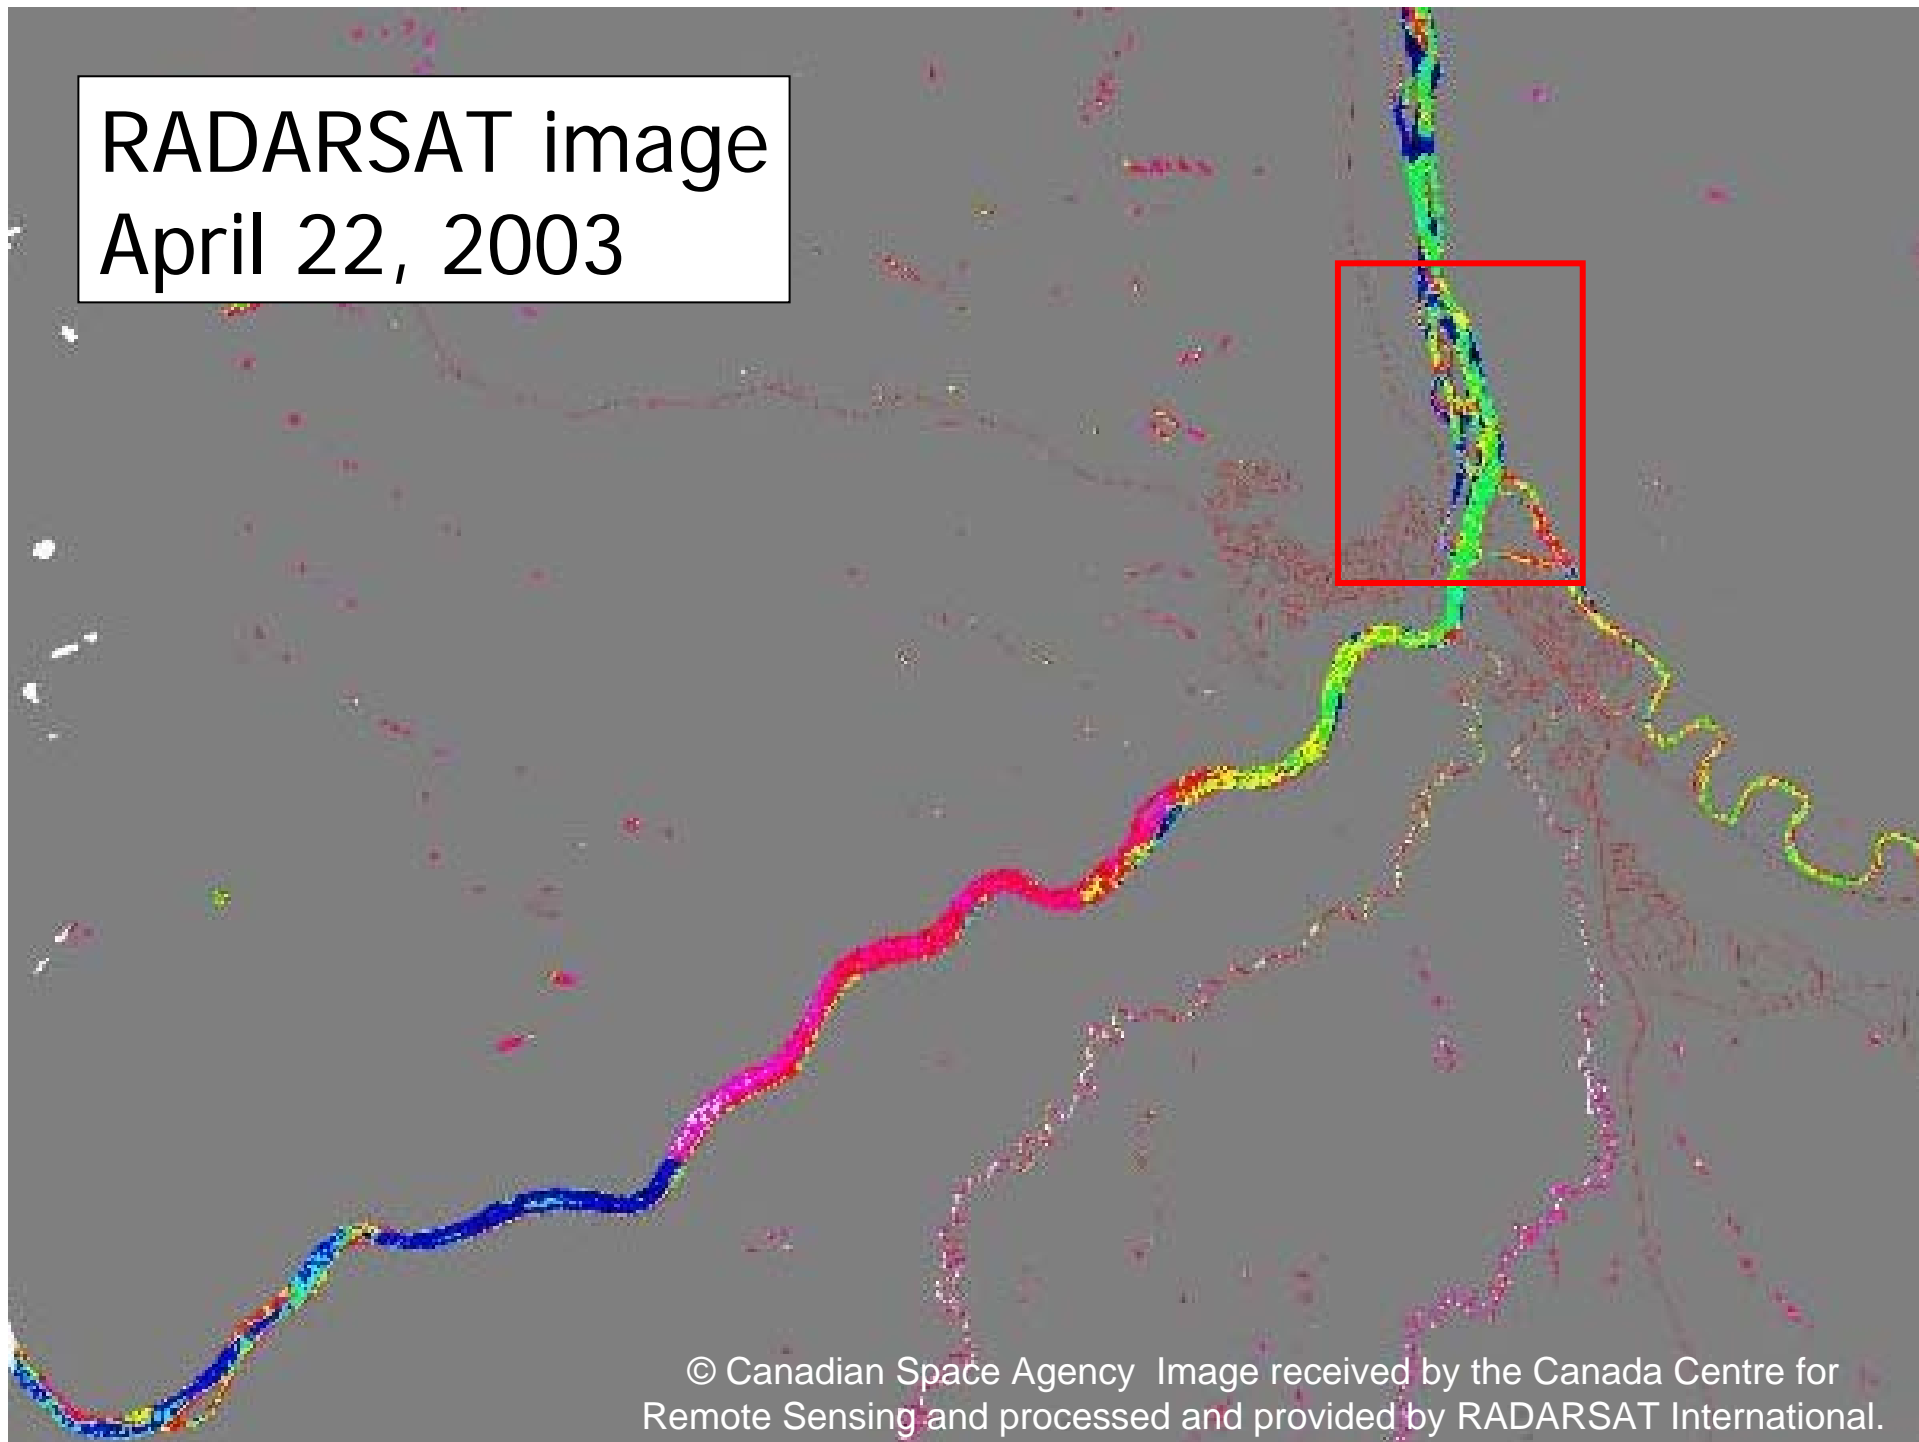 RADARSAT image
April 22, 2003
© Canadian Space Agency Image received by the Canada Centre for
Remote Sensing and processed and provided by RADARSAT International.